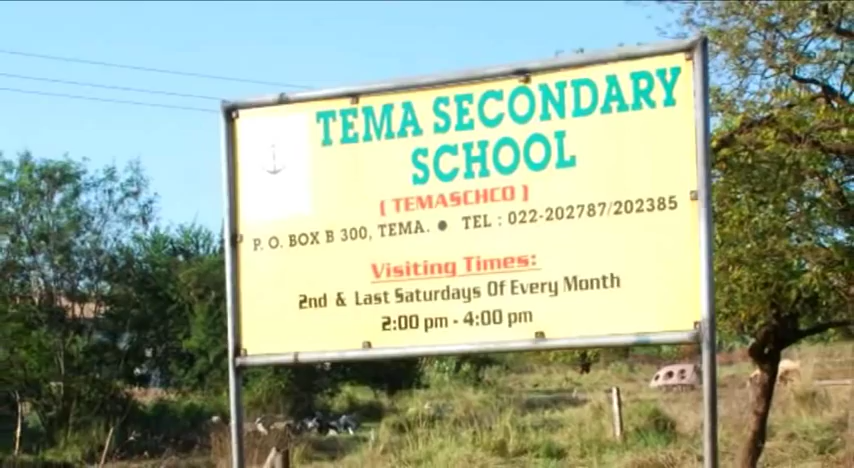 TEMA SECONDARY
SCHOOL
[ TEMASCHCO ]
P. O. BOX B 300, TEMA. ● TEL : 022-202787/202385
Visiting Times:
2nd & Last Saturdays Of Every Month
2:00 pm - 4:00 pm